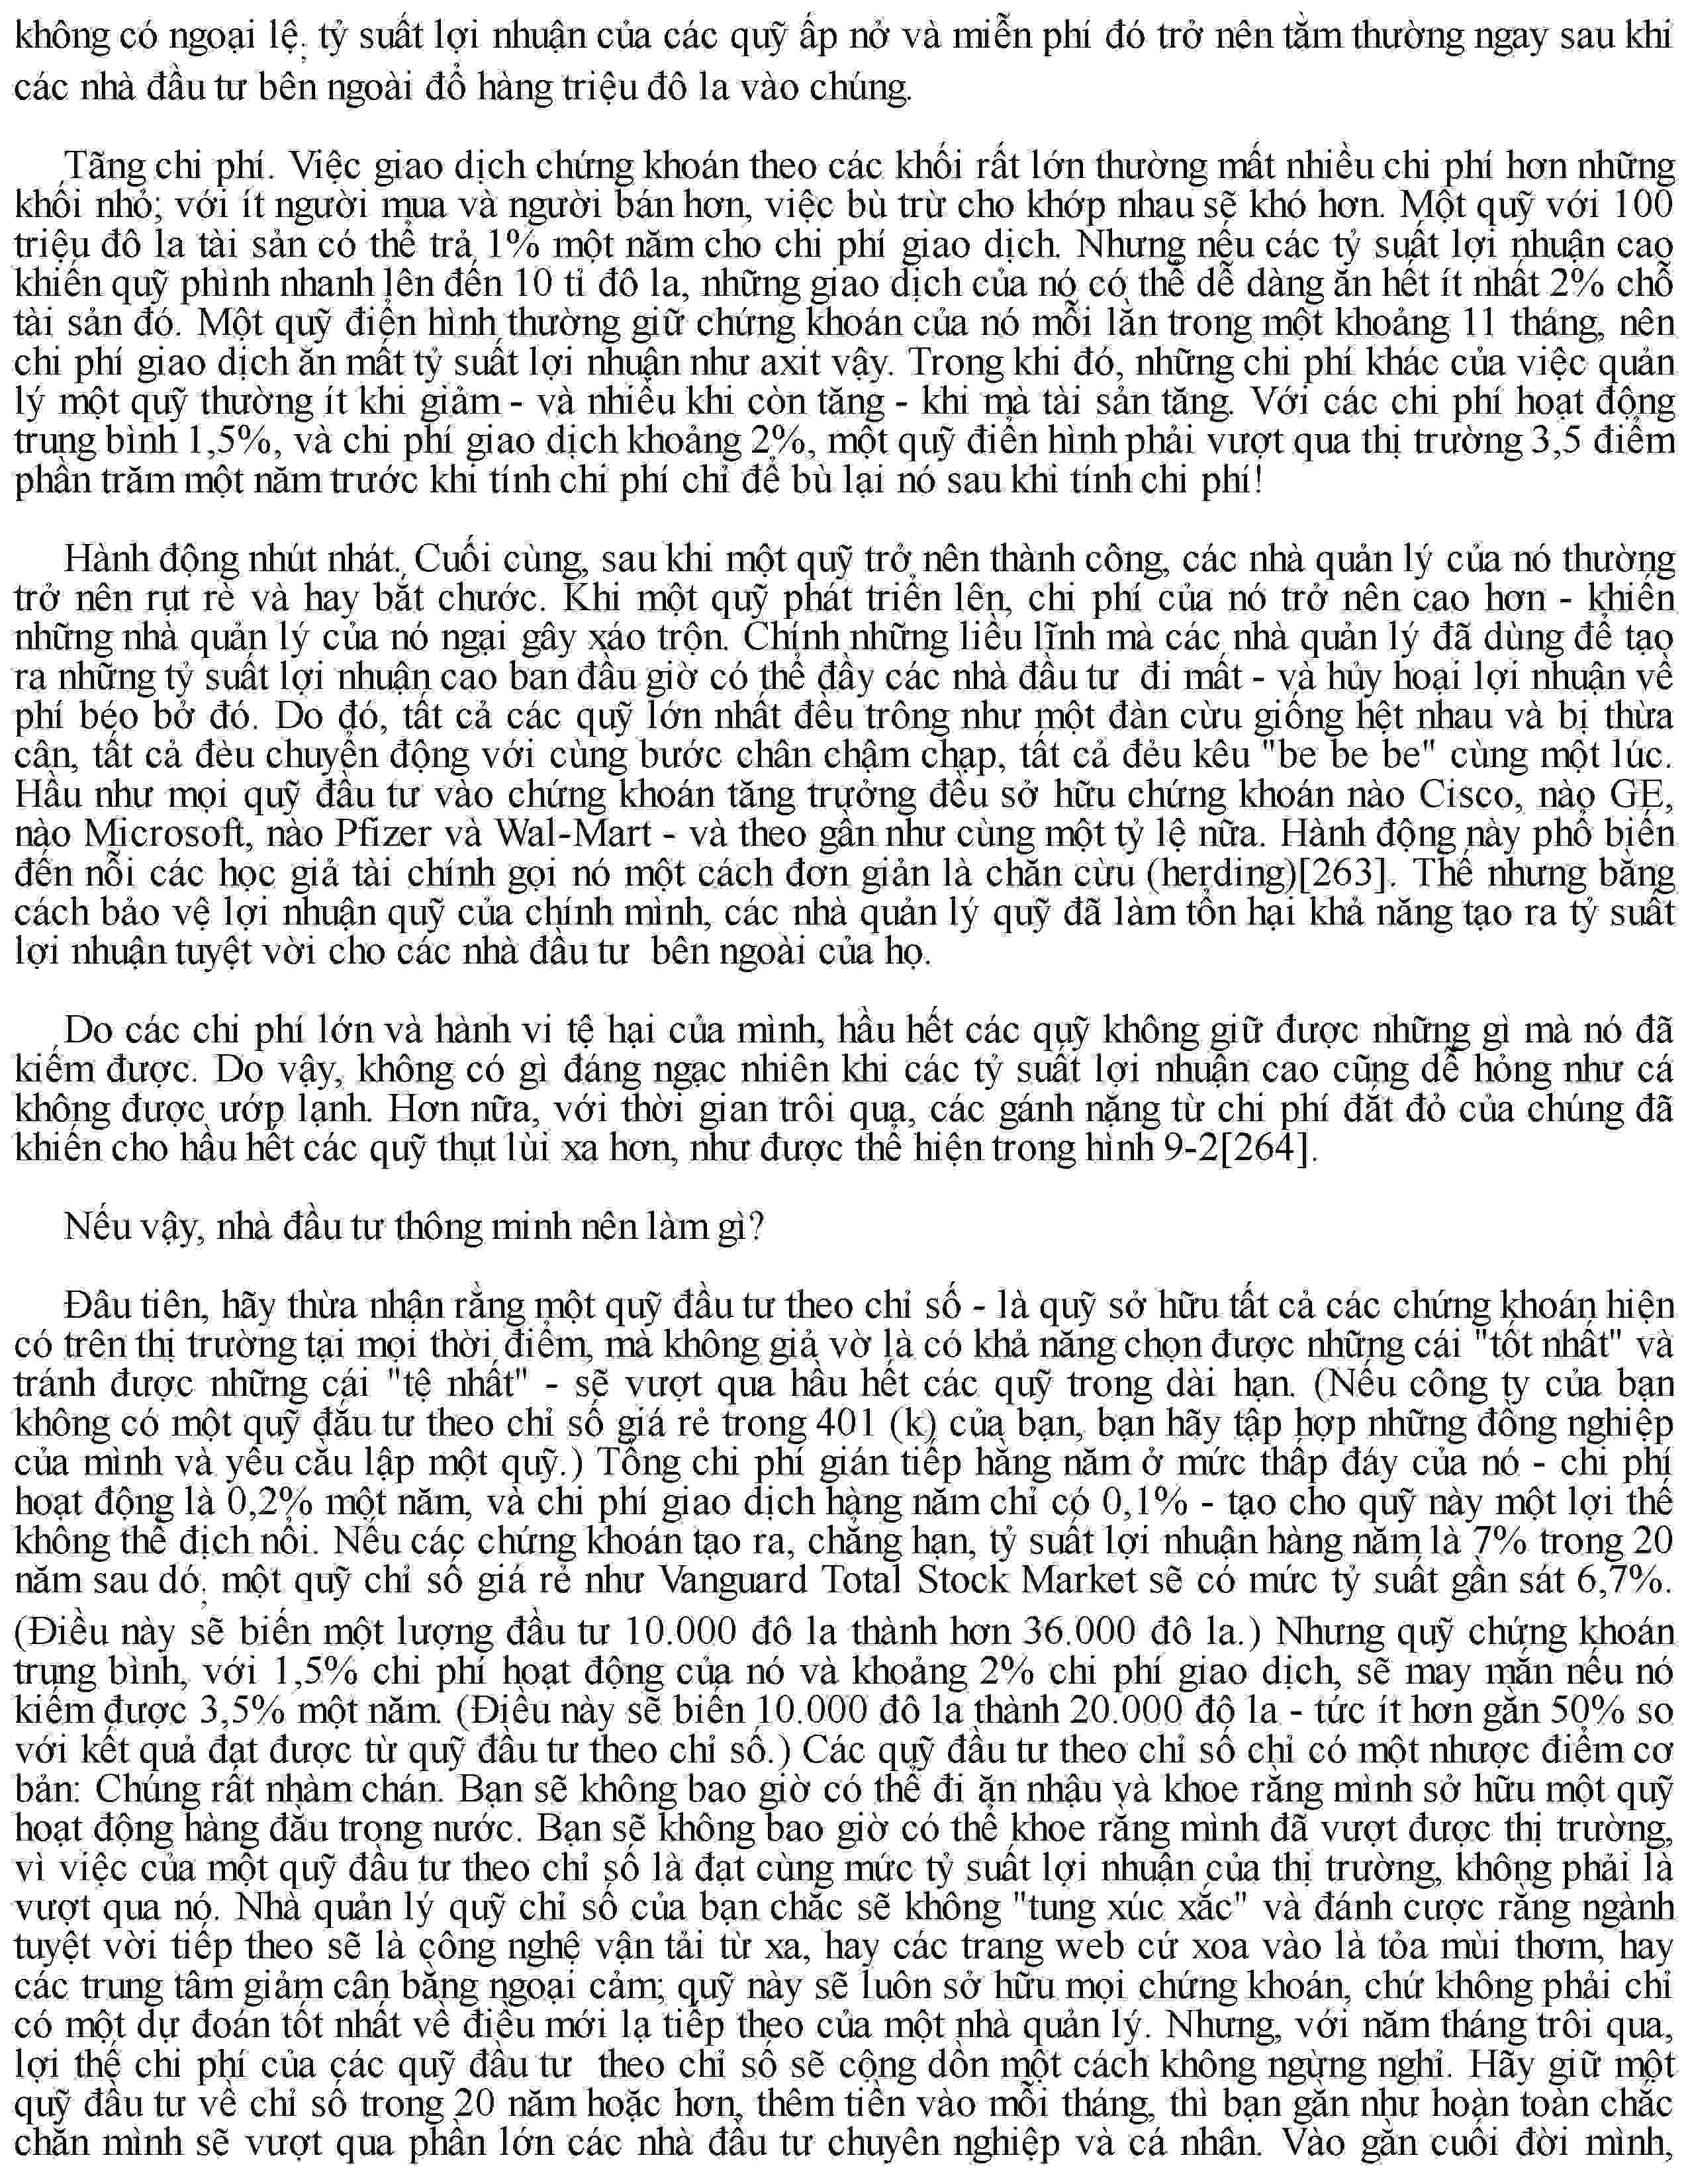 không có ngoại lệ, tỷ suất lợi nhuận của các quỹ ấp nở và miễn phí đó trở nên tằm thường ngay sau khi
các nhà đầu tư bên ngoài đổ hàng triệu đô la vào chúng.
Tăng chi phí. Việc giao dịch chứng khoán theo các khối rất lớn thường mất nhiều chi phí hơn những
khối nhỏ; với ít người mua và người bán hơn, việc bù trừ cho khớp nhau sẽ khó hơn. Một quỹ với 100
triệu đô la tài sản có thể trả 1% một năm cho chi phí giao dịch. Nhưng nếu các tỷ suất lợi nhuận cao
khiến quỹ phình nhanh lên đến 10 tỉ đô la, những giao dịch của nó có thể dễ dàng ăn hết ít nhất 2% chỗ
tài sản đó. Một quỹ điển hình thường giữ chứng khoán của nó mỗi lần trong một khoảng 11 tháng, nên
chi phí giao dịch ăn mất tỷ suất lợi nhuận như axit vậy. Trong khi đó, những chi phí khác của việc quản
lý một quỹ thường ít khi giảm - và nhiều khi còn tăng - khi mà tài sản tăng. Với các chi phí hoạt động
trung bình 1,5%, và chi phí giao dịch khoảng 2%, một quỹ điển hình phải vượt qua thị trường 3,5 điểm
phần trăm một năm trước khi tính chi phí chỉ để bù lại nó sau khi tính chi phí!
Hành động nhút nhát. Cuối cùng, sau khi một quỹ trở nên thành công, các nhà quản lý của nó thường
trở nên rụt rè và hay bắt chước. Khi một quỹ phát triển lên, chi phí của nó trở nên cao hơn - khiến
những nhà quản lý của nó ngại gây xáo trộn. Chính những liều lĩnh mà các nhà quản lý đã dùng để tạo
ra những tỷ suất lợi nhuận cao ban đầu giờ có thể đẩy các nhà đầu tư đi mất - và hủy hoại lợi nhuận về
phí béo bở đó. Do đó, tất cả các quỹ lớn nhất đều trông như một đàn cừu giống hệt nhau và bị thừa
cân, tất cả đèu chuyển động với cùng bước chân chậm chạp, tất cả đẻu kêu "be be be" cùng một lúc.
Hầu như mọi quỹ đầu tư vào chứng khoán tăng trưởng đều sở hữu chứng khoán nào Cisco, nào GE,
nào Microsoft, nào Pfizer và Wal-Mart - và theo gần như cùng một tỷ lệ nữa. Hành động này phổ biến
đến nỗi các học giả tài chính gọi nó một cách đơn giản là chăn cừu (herding)[263]. Thế nhưng bằng
cách bảo vệ lợi nhuận quỹ của chính mình, các nhà quản lý quỹ đã làm tổn hại khả năng tạo ra tỷ suất
lợi nhuận tuyệt vời cho các nhà đầu tư bên ngoài của họ.
Do các chi phí lớn và hành vi tệ hại của mình, hầu hết các quỹ không giữ được những gì mà nó đã
kiếm được. Do vậy, không có gì đáng ngạc nhiên khi các tỷ suất lợi nhuận cao cũng dễ hỏng như cá
không được ướp lạnh. Hơn nữa, với thời gian trôi qua, các gánh nặng từ chi phí đắt đỏ của chúng đã
khiến cho hầu hết các quỹ thụt lùi xa hơn, như được thể hiện trong hình 9-2[264].
Nếu vậy, nhà đầu tư thông minh nên làm gì?
Đâu tiên, hãy thừa nhận rằng một quỹ đầu tư theo chỉ số - là quỹ sở hữu tất cả các chứng khoán hiện
có trên thị trường tại mọi thời điểm, mà không giả vờ là có khả năng chọn được những cái "tốt nhất" và
tránh được những cái "tệ nhất" - sẽ vượt qua hầu hết các quỹ trong dài hạn. (Nếu công ty của bạn
không có một quỹ đầu tư theo chỉ số giá rẻ trong 401 (k) của bạn, bạn hãy tập hợp những đồng nghiệp
của mình và yêu cầu lập một quỹ.) Tổng chi phí gián tiếp hằng năm ở mức thấp đáy của nó - chi phí
hoạt động là 0,2% một năm, và chi phí giao dịch hàng năm chỉ có 0,1% - tạo cho quỹ này một lợi thế
không thể địch nổi. Nếu các chứng khoán tạo ra, chẳng hạn, tỷ suất lợi nhuận hàng năm là 7% trong 20
năm sau dó, một quỹ chỉ số giá rẻ như Vanguard Total Stock Market sẽ có mức tỷ suất gần sát 6,7%.
(Điều này sẽ biến một lượng đầu tư 10.000 đô la thành hơn 36.000 đô la.) Nhưng quỹ chứng khoán
trung bình, với 1,5% chi phí hoạt động của nó và khoảng 2% chi phí giao dịch, sẽ may mắn nếu nó
kiếm được 3,5% một năm. (Điều này sẽ biến 10.000 đô la thành 20.000 đô la - tức ít hơn gần 50% so
với kết quả đạt được từ quỹ đầu tư theo chỉ số.) Các quỹ đầu tư theo chỉ số chỉ có một nhược điểm cơ
bản: Chúng rất nhàm chán. Bạn sẽ không bao giờ có thể đi ăn nhậu và khoe rằng mình sở hữu một quỹ
hoạt động hàng đầu trong nước. Bạn sẽ không bao giờ có thể khoe rằng mình đã vượt được thị trường,
vì việc của một quỹ đầu tư theo chỉ số là đạt cùng mức tỷ suất lợi nhuận của thị trường, không phải là
vượt qua nó. Nhà quản lý quỹ chỉ số của bạn chắc sẽ không "tung xúc xắc" và đánh cược rằng ngành
tuyệt vời tiếp theo sẽ là công nghệ vận tải từ xa, hay các trang web cứ xoa vào là tỏa mùi thơm, hay
các trung tâm giảm cân bằng ngoại cảm; quỹ này sẽ luôn sở hữu mọi chứng khoán, chứ không phải chỉ
có một dự đoán tốt nhất về điều mới lạ tiếp theo của một nhà quản lý. Nhưng, với năm tháng trôi qua,
lợi thế chi phí của các quỹ đầu tư theo chỉ số sẽ cộng dồn một cách không ngừng nghỉ. Hãy giữ một
quỹ đầu tư về chỉ số trong 20 năm hoặc hơn, thêm tiền vào mỗi tháng, thì bạn gần như hoàn toàn chắc
chắn mình sẽ vượt qua phần lớn các nhà đầu tư chuyên nghiệp và cá nhân. Vào gần cuối đời mình,